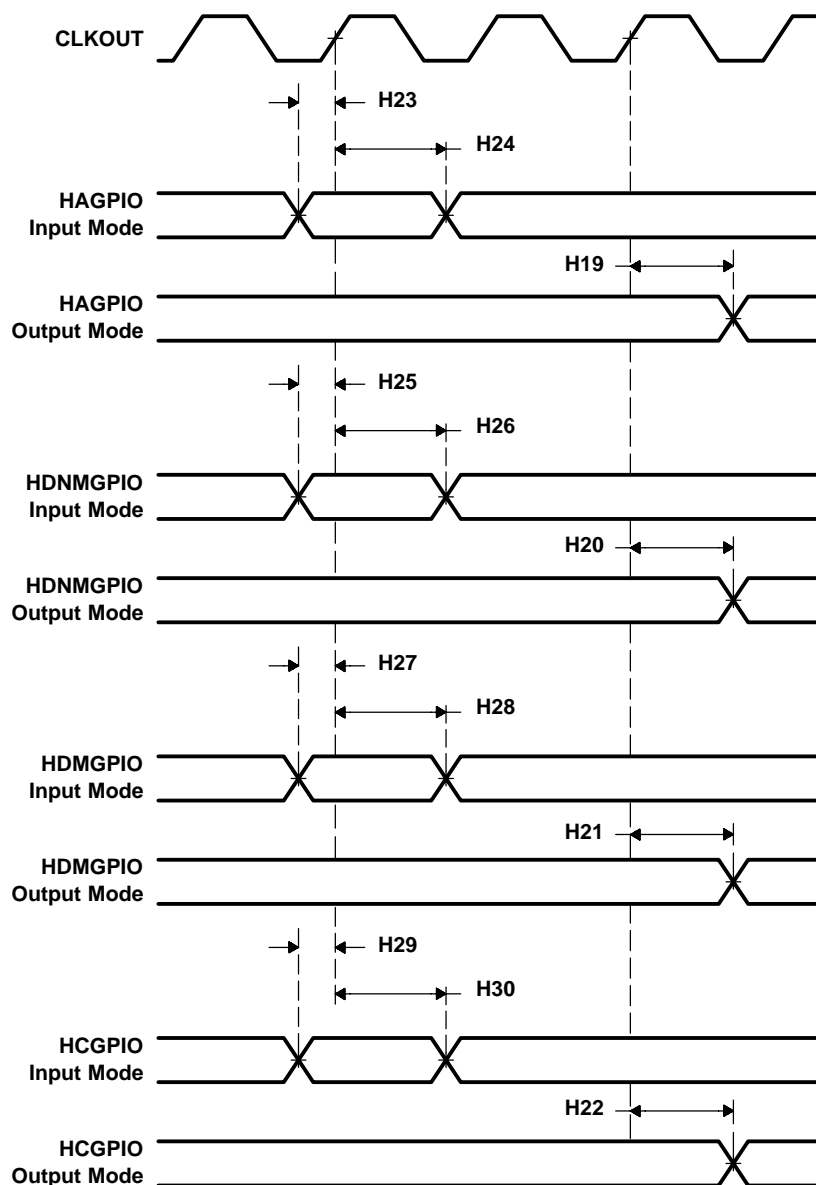 CLKOUT
H23
H24
HAGPIO
Input Mode
H19
HAGPIO
Output Mode
H25
H26
HDNMGPIO
Input Mode
H20
HDNMGPIO
Output Mode
H27
H28
HDMGPIO
Input Mode
H21
HDMGPIO
Output Mode
H29
H30
HCGPIO
Input Mode
H22
HCGPIO
Output Mode